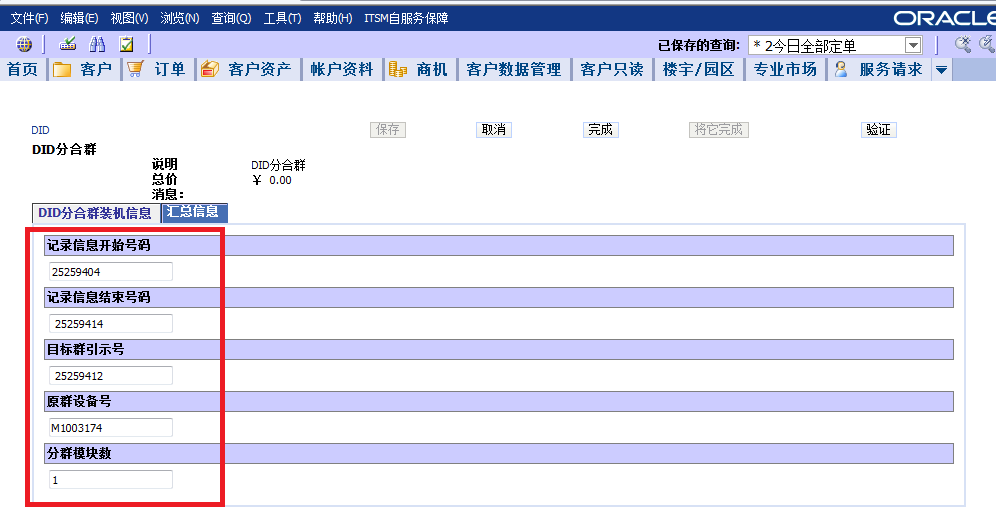 文件(F) 编辑(E) 视图(V) 浏览(N) 查询(Q) 工具(T) 帮助(H) ITSM自服务保障 ORACLE
已保存的查询: * 2今日全部定单
首页 客户 订单 客户资产 帐户资料 商机 客户数据管理 客户只读 楼宇/园区 专业市场 服务请求
DID 保存 取消 完成 将它完成 验证
DID分合群
说明 DID分合群
总价 ¥ 0.00
消息:
DID分合群装机信息 汇总信息
记录信息开始号码
25259404
记录信息结束号码
25259414
目标群引示号
25259412
原群设备号
M1003174
分群模块数
1